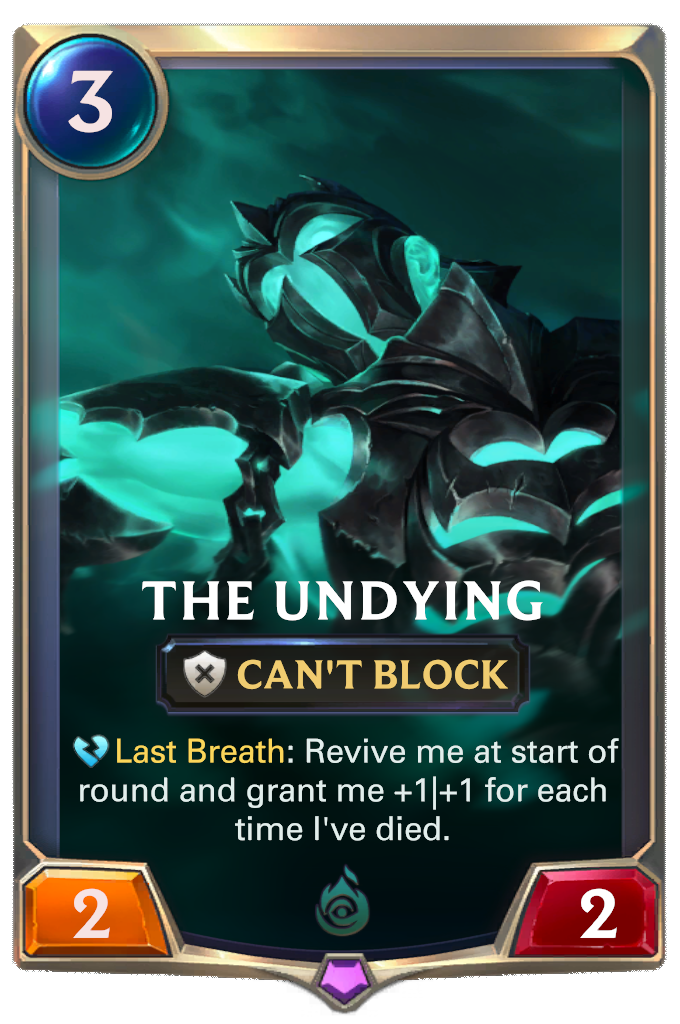 3
THE UNDYING
CAN'T BLOCK
Last Breath: Revive me at start of
round and grant me +1|+1 for each
time I've died.
2 2